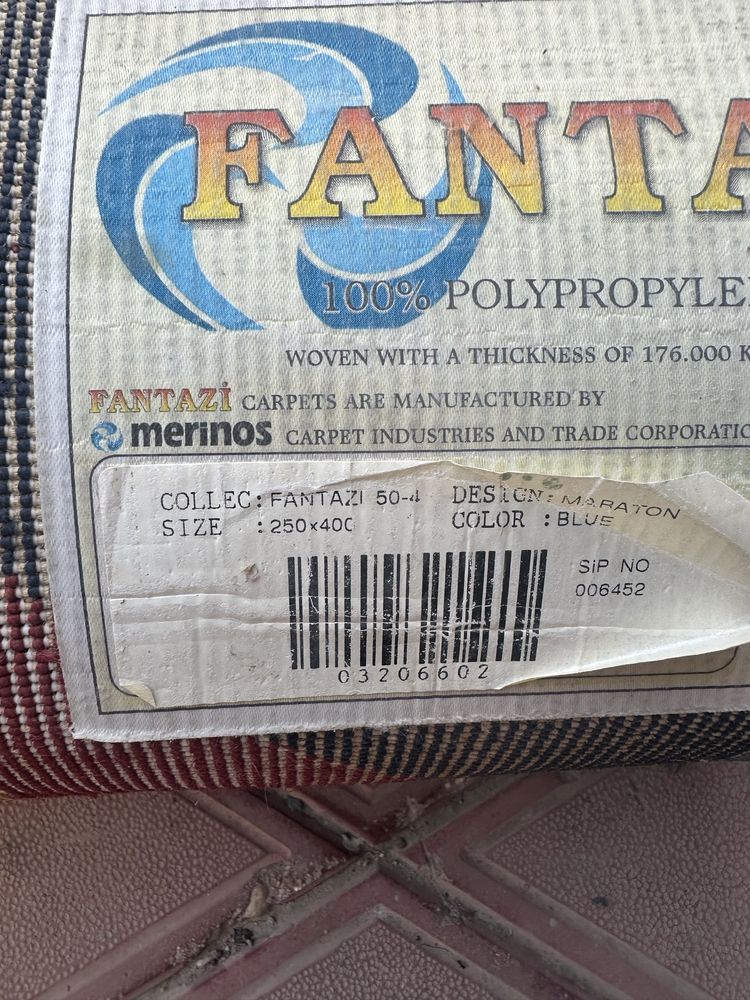 FANTA
100% POLYPROPYLE
WOVEN WITH A THICKNESS OF 176.000 K
FANTAZİ CARPETS ARE MANUFACTURED BY
merinos CARPET INDUSTRIES AND TRADE CORPORATIO
COLLEC: FANTAZI 50-4 DESIGN: MARATON
SIZE : 250x400 COLOR : BLUE
SİP NO
006452
03206602